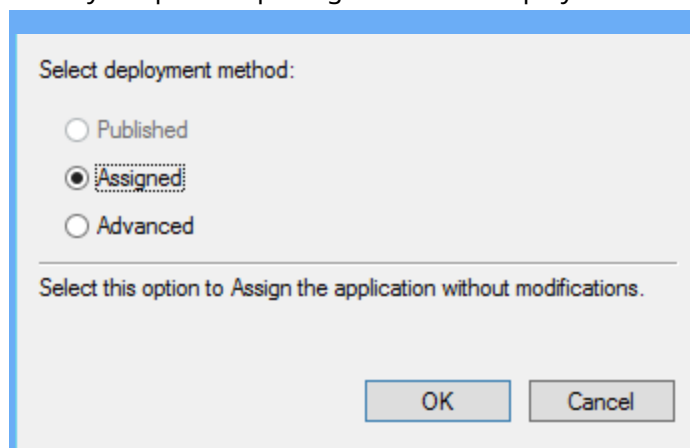 Select deployment method:
Published
Assigned
Advanced
Select this option to Assign the application without modifications.
OK
Cancel